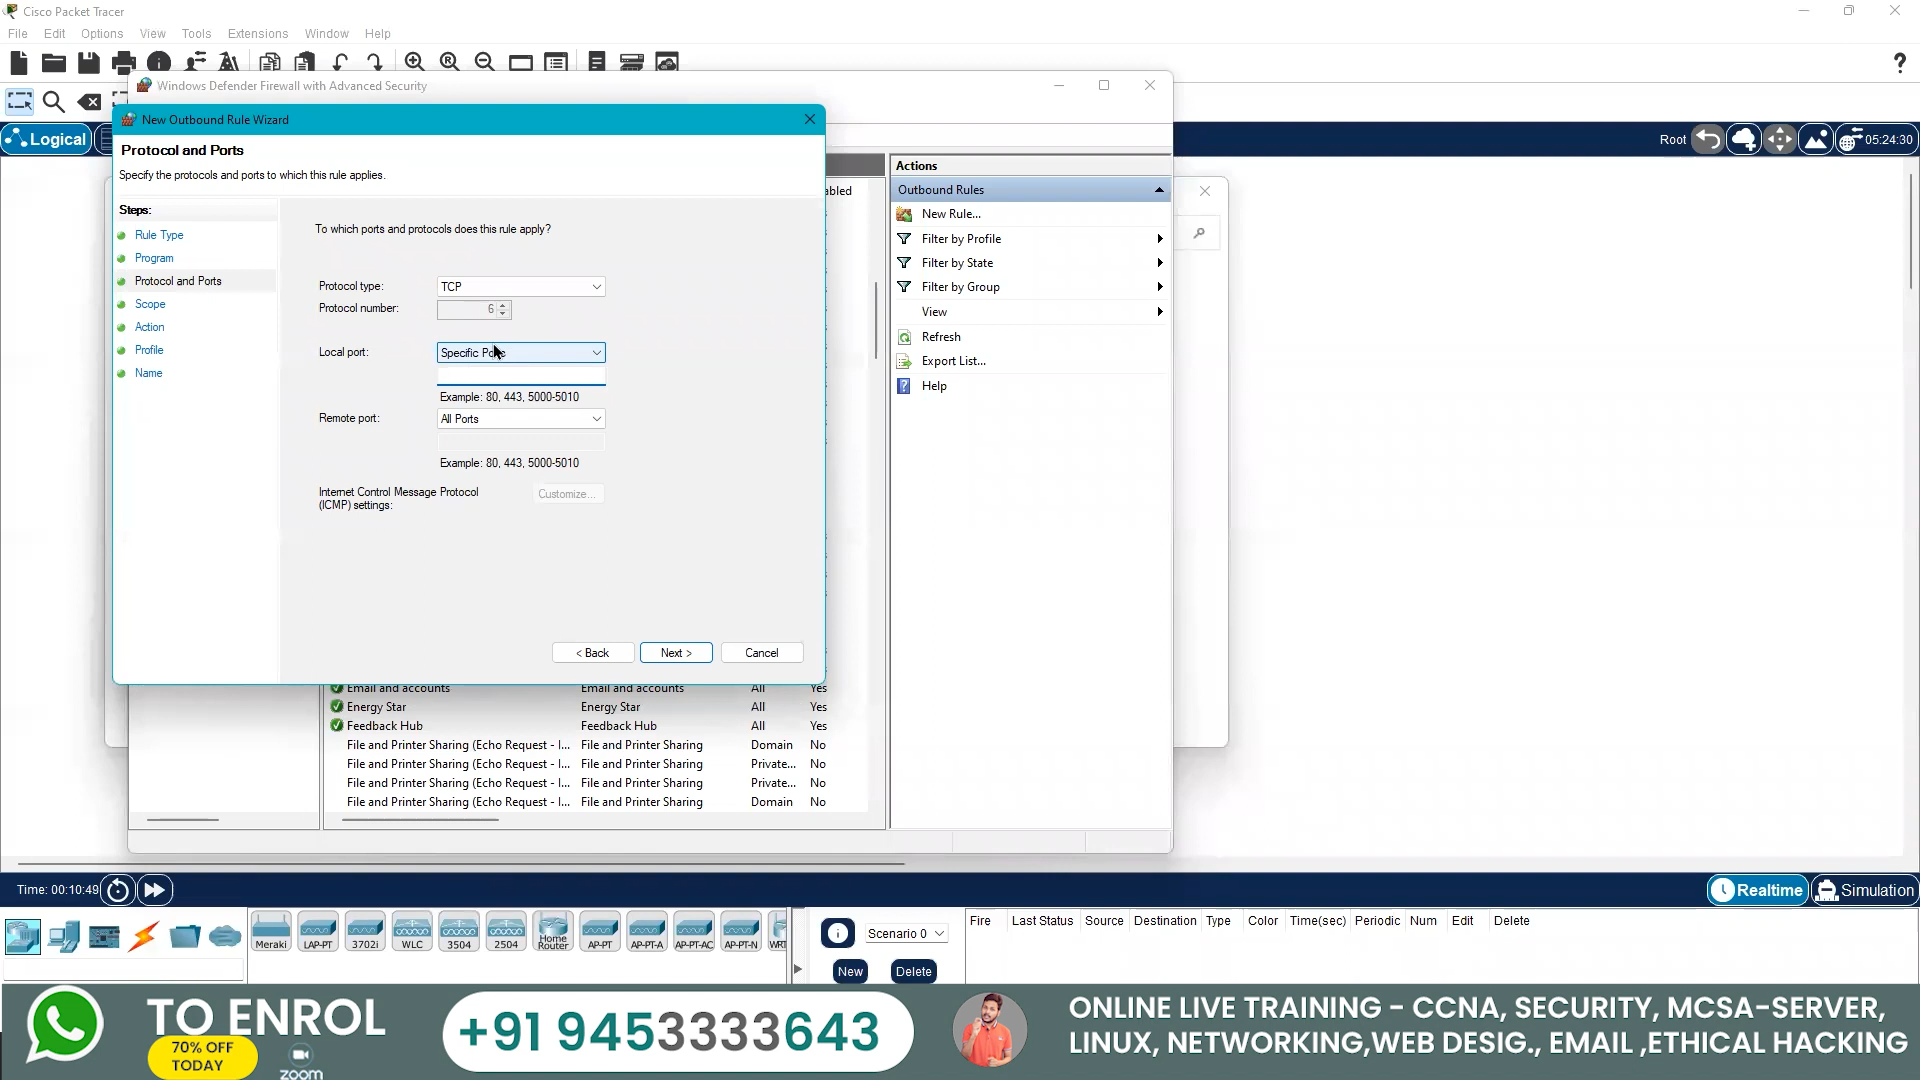 Cisco Packet Tracer
File Edit Options View Tools Extensions Window Help
Windows Defender Firewall with Advanced Security
New Outbound Rule Wizard
Logical
Root
05:24:30
Protocol and Ports
Specify the protocols and ports to which this rule applies.
Steps:
Rule Type
Program
Protocol and Ports
Scope
Action
Profile
Name
To which ports and protocols does this rule apply?
Protocol type: TCP
Protocol number: 6
Local port: Specific Ports
Example: 80, 443, 5000-5010
Remote port: All Ports
Example: 80, 443, 5000-5010
Internet Control Message Protocol
(ICMP) settings:
Customize...
< Back Next > Cancel
abled
Actions
Outbound Rules
New Rule...
Filter by Profile
Filter by State
Filter by Group
View
Refresh
Export List...
Help
Email and accounts Email and accounts All Yes
Energy Star Energy Star All Yes
Feedback Hub Feedback Hub All Yes
File and Printer Sharing (Echo Request - I... File and Printer Sharing Domain No
File and Printer Sharing (Echo Request - I... File and Printer Sharing Private... No
File and Printer Sharing (Echo Request - I... File and Printer Sharing Private... No
File and Printer Sharing (Echo Request - I... File and Printer Sharing Domain No
Time: 00:10:49
Realtime Simulation
Meraki LAP-PT 3702i WLC 3504 2504 Home Router AP-PT AP-PT-A AP-PT-AC AP-PT-N WRT
Scenario 0
New Delete
Fire Last Status Source Destination Type Color Time(sec) Periodic Num Edit Delete
TO ENROL
70% OFF
TODAY
zoom
+91 9453333643
ONLINE LIVE TRAINING - CCNA, SECURITY, MCSA-SERVER,
LINUX, NETWORKING,WEB DESIG., EMAIL ,ETHICAL HACKING